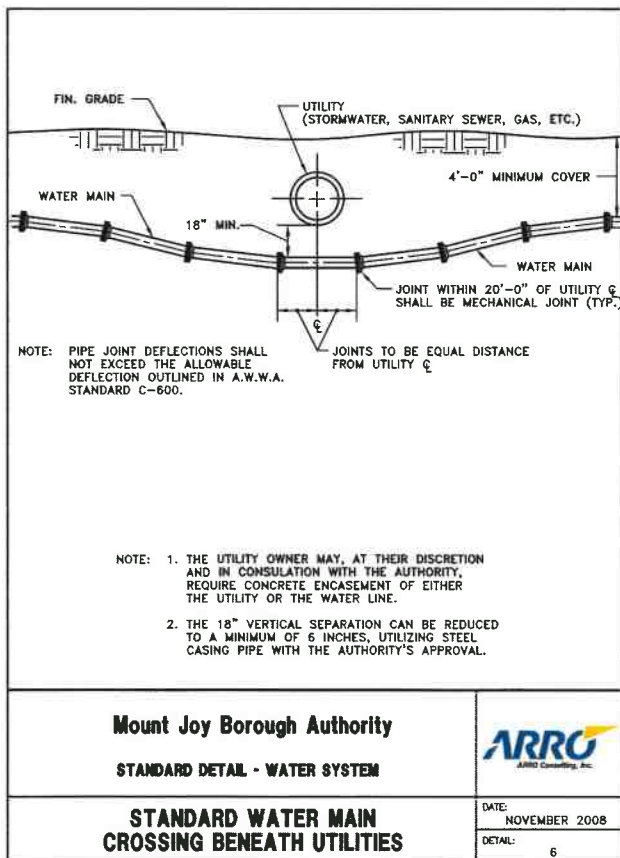 FIN. GRADE
UTILITY
(STORMWATER, SANITARY SEWER, GAS, ETC.)
4'-0" MINIMUM COVER
WATER MAIN
18" MIN.
WATER MAIN
JOINT WITHIN 20'-0" OF UTILITY ℄
SHALL BE MECHANICAL JOINT (TYP.)
℄
NOTE: PIPE JOINT DEFLECTIONS SHALL
NOT EXCEED THE ALLOWABLE
DEFLECTION OUTLINED IN A.W.W.A.
STANDARD C-600.
JOINTS TO BE EQUAL DISTANCE
FROM UTILITY ℄
NOTE: 1. THE UTILITY OWNER MAY, AT THEIR DISCRETION
AND IN CONSULATION WITH THE AUTHORITY,
REQUIRE CONCRETE ENCASEMENT OF EITHER
THE UTILITY OR THE WATER LINE.
2. THE 18" VERTICAL SEPARATION CAN BE REDUCED
TO A MINIMUM OF 6 INCHES, UTILIZING STEEL
CASING PIPE WITH THE AUTHORITY'S APPROVAL.
Mount Joy Borough Authority
STANDARD DETAIL - WATER SYSTEM
ARRO
ARRO Consulting, Inc.
STANDARD WATER MAIN
CROSSING BENEATH UTILITIES
DATE:
NOVEMBER 2008
DETAIL:
6